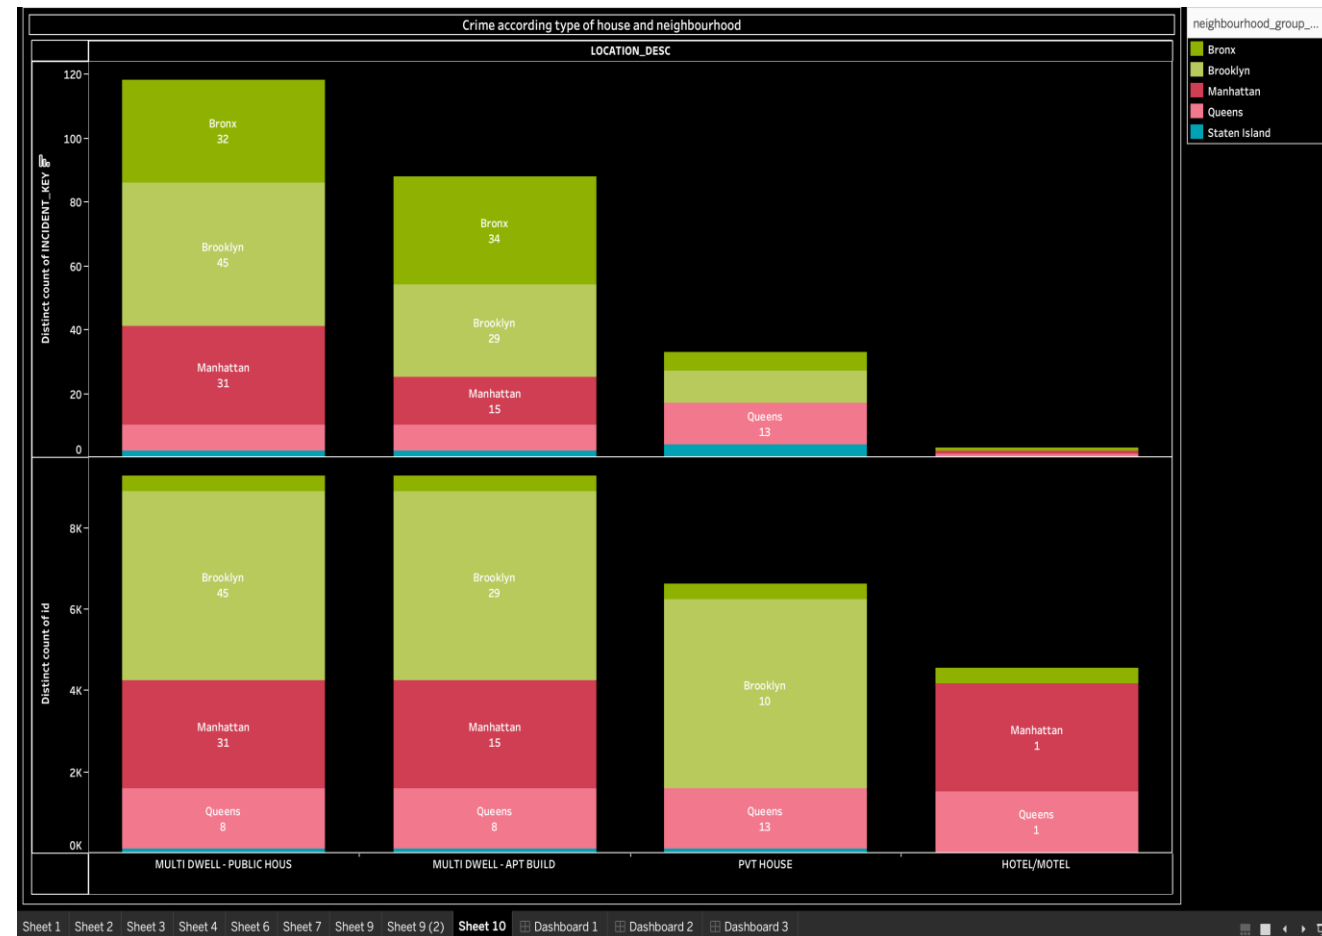 Crime according type of house and neighbourhood
LOCATION_DESC
neighbourhood_group_...
Bronx
Brooklyn
Manhattan
Queens
Staten Island
Distinct count of INCIDENT_KEY
120
100
80
60
40
20
0
Bronx
32
Brooklyn
45
Manhattan
31
Bronx
34
Brooklyn
29
Manhattan
15
Queens
13
Distinct count of id
8K
6K
4K
2K
0K
Brooklyn
45
Manhattan
31
Queens
8
Brooklyn
29
Manhattan
15
Queens
8
Brooklyn
10
Queens
13
Manhattan
1
Queens
1
MULTI DWELL - PUBLIC HOUS
MULTI DWELL - APT BUILD
PVT HOUSE
HOTEL/MOTEL
Sheet 1 Sheet 2 Sheet 3 Sheet 4 Sheet 6 Sheet 7 Sheet 9 Sheet 9 (2) Sheet 10 Dashboard 1 Dashboard 2 Dashboard 3